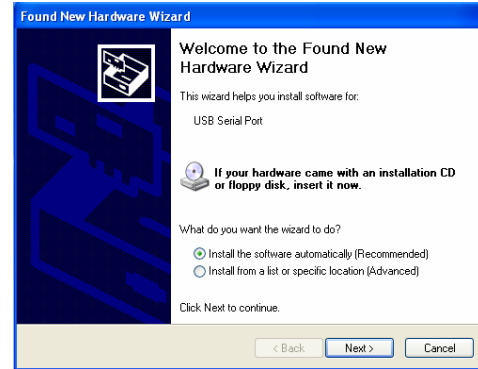 Found New Hardware Wizard
Welcome to the Found New
Hardware Wizard
This wizard helps you install software for:
USB Serial Port
If your hardware came with an installation CD
or floppy disk, insert it now.
What do you want the wizard to do?
Install the software automatically (Recommended)
Install from a list or specific location (Advanced)
Click Next to continue.
< Back Next > Cancel